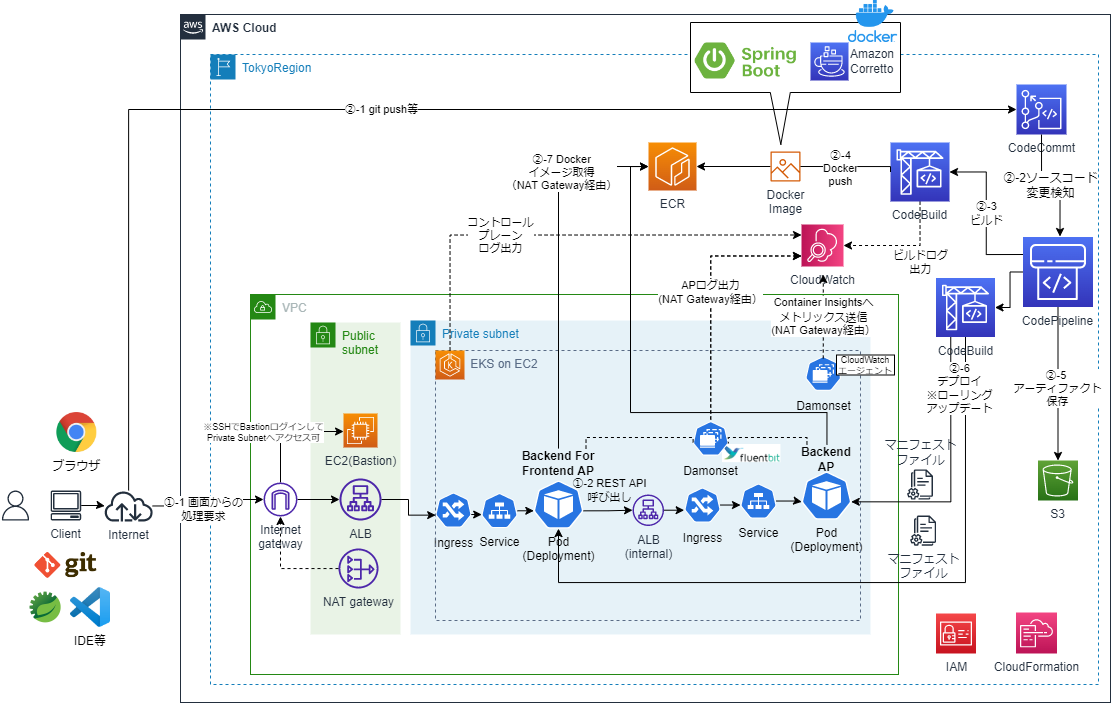 aws
AWS Cloud
docker
TokyoRegion
Spring
Boot
Amazon
Corretto
②-1 git push等
CodeCommt
②-7 Docker
イメージ取得
(NAT Gateway経由)
②-4
Docker
push
②-2ソースコード
変更検知
ECR
Docker
Image
CodeBuild
②-3
ビルド
コントロール
プレーン
ログ出力
ビルドログ
出力
CloudWatch
APログ出力
(NAT Gateway経由)
Container Insightsへ
メトリックス送信
(NAT Gateway経由)
VPC
CodePipeline
Public
subnet
Private subnet
CodeBuild
EKS on EC2
CloudWatch
エージェント
②-6
デプロイ
※ローリング
アップデート
②-5
アーティファクト
保存
Damonset
※SSHでBastionログインして
Private Subnetへアクセス可
ブラウザ
EC2(Bastion)
Backend For
Frontend AP
fluentbit
Damonset
Backend
AP
マニフェスト
ファイル
①-1 画面からの
処理要求
①-2 REST API
呼び出し
Client
Internet
Internet
gateway
ALB
Ingress
Service
Pod
(Deployment)
ALB
(internal)
Ingress
Service
Pod
(Deployment)
S3
マニフェスト
ファイル
git
NAT gateway
IDE等
IAM
CloudFormation